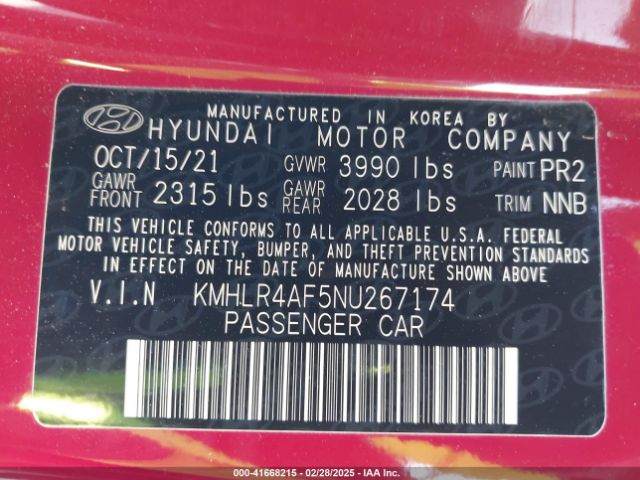 MANUFACTURED IN KOREA BY
HYUNDAI MOTOR COMPANY
OCT/15/21 GVWR 3990 lbs PAINT PR2
GAWR FRONT 2315 lbs GAWR REAR 2028 lbs TRIM NNB
THIS VEHICLE CONFORMS TO ALL APPLICABLE U.S.A. FEDERAL
MOTOR VEHICLE SAFETY, BUMPER, AND THEFT PREVENTION STANDARDS
IN EFFECT ON THE DATE OF MANUFACTURE SHOWN ABOVE.
V.I.N KMHLR4AF5NU267174
PASSENGER CAR
000-41668215 - 02/28/2025 - IAA Inc.